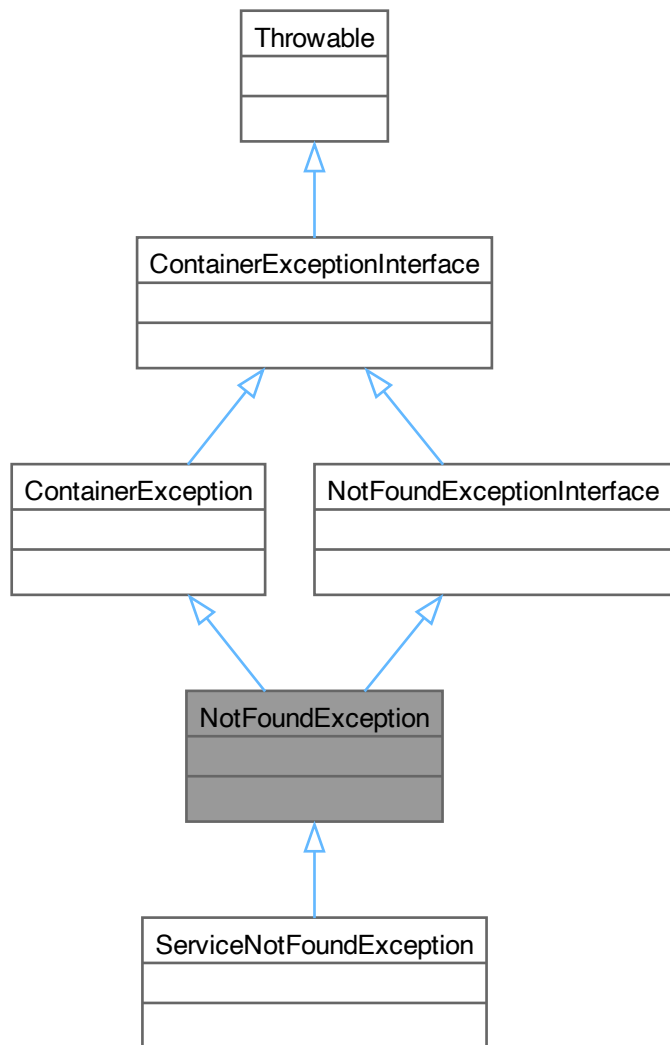 Throwable
ContainerExceptionInterface
ContainerException
NotFoundExceptionInterface
NotFoundException
ServiceNotFoundException